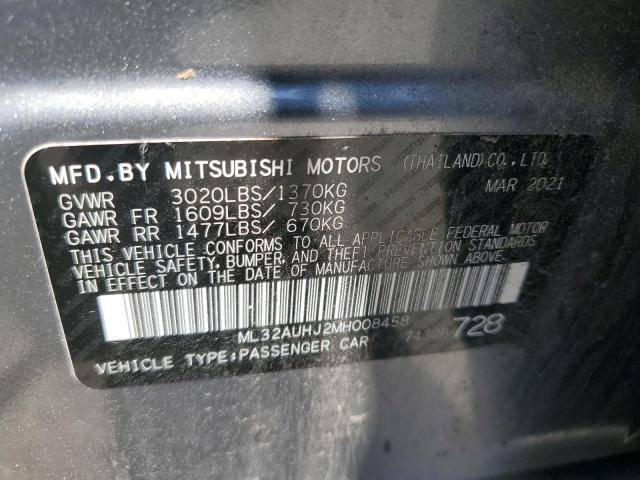 MFD.BY MITSUBISHI MOTORS (THAILAND) CO., LTD.
MAR 2021
GVWR 3020LBS/1370KG
GAWR FR 1609LBS/ 730KG
GAWR RR 1477LBS/ 670KG
THIS VEHICLE CONFORMS TO ALL APPLICABLE FEDERAL MOTOR
VEHICLE SAFETY, BUMPER, AND THEFT PREVENTION STANDARDS
IN EFFECT ON THE DATE OF MANUFACTURE SHOWN ABOVE.
ML32AUHJ2MH008458 728
VEHICLE TYPE:PASSENGER CAR